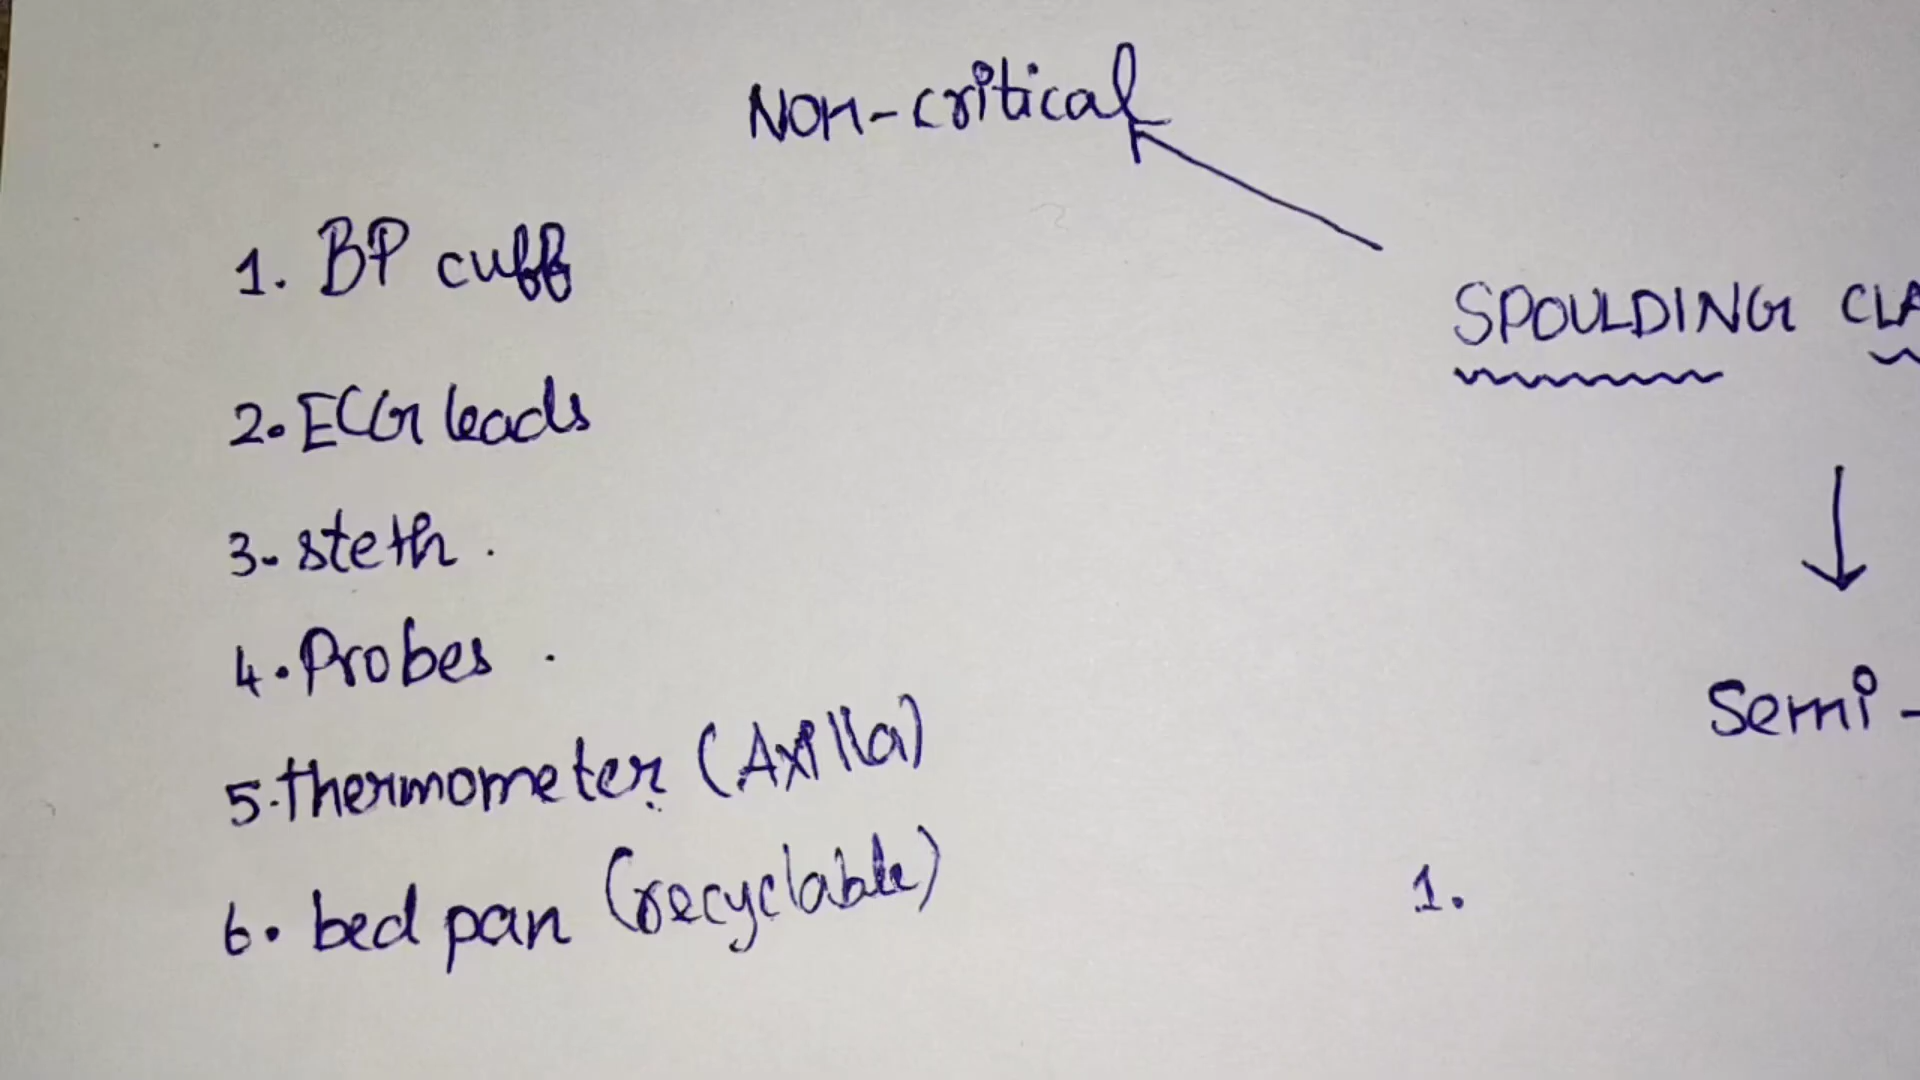 Non-critical
1. BP cuff
2. ECG leads
3. steth.
4. Probes.
5. thermometer (Axilla)
6. bed pan (recyclable)
SPOULDING CLA
Semi-
1.